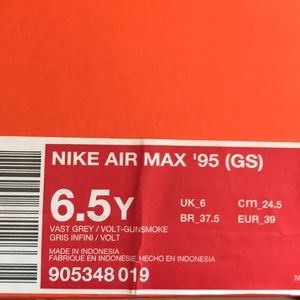 NIKE AIR MAX '95 (GS)
6.5Y
UK_6
cm_24.5
BR_37.5
EUR_39
VAST GREY / VOLT-GUNSMOKE
GRIS INFINI / VOLT
MADE IN INDONESIA
FABRIQUE EN INDONESIE_HECHO EN INDONESIA
905348 019